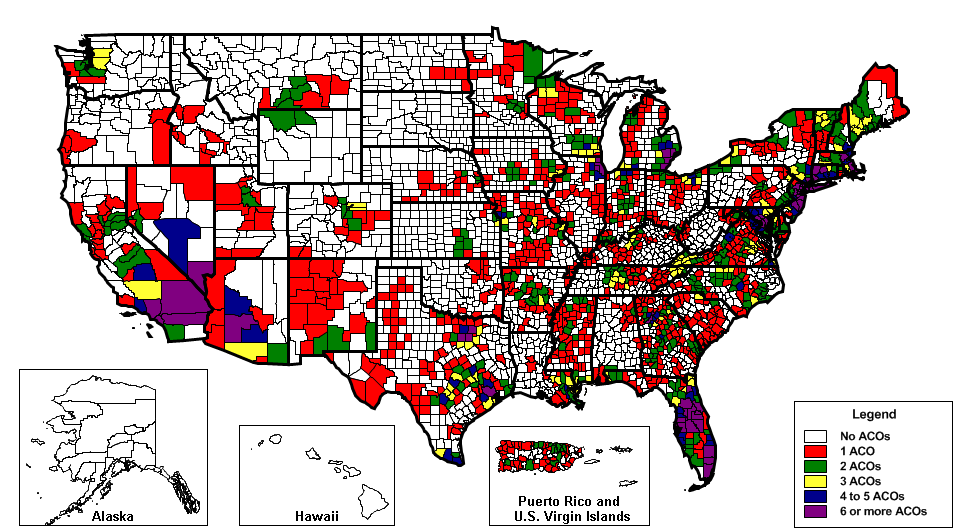 Legend
No ACOs
1 ACO
2 ACOs
3 ACOs
4 to 5 ACOs
6 or more ACOs
Alaska
Hawaii
Puerto Rico and
U.S. Virgin Islands